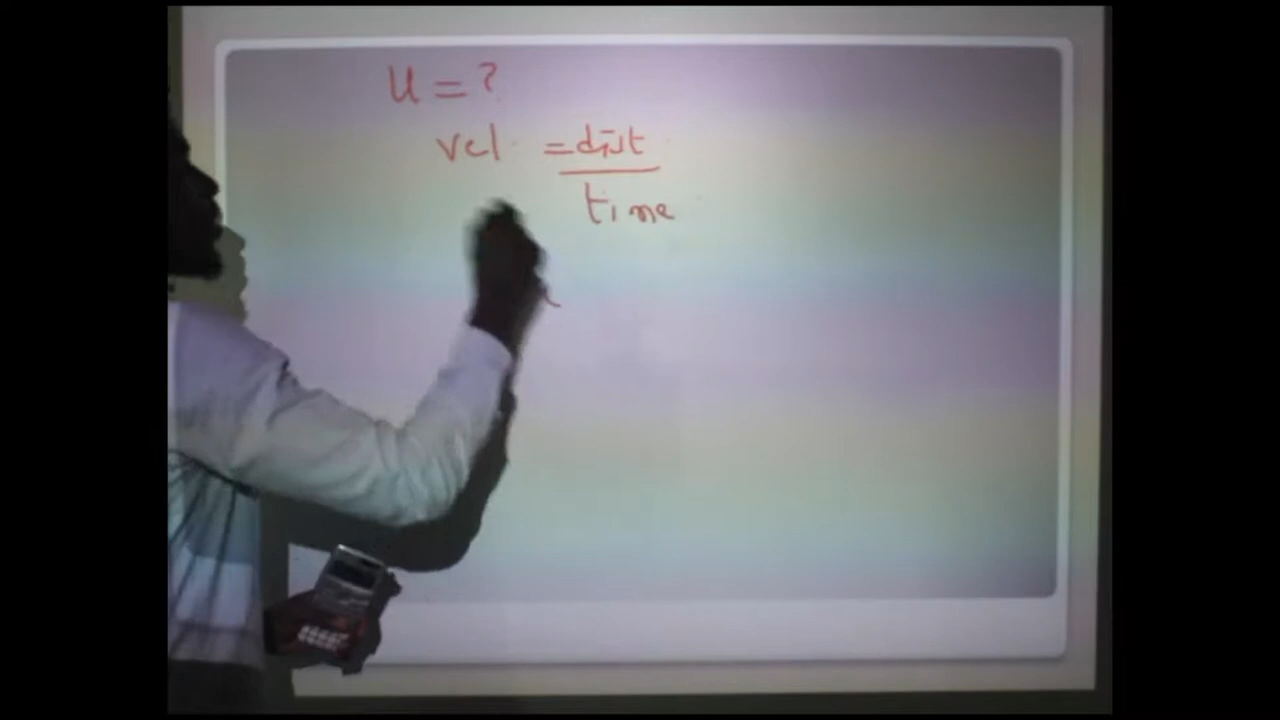 U = ?
vel = dist
time